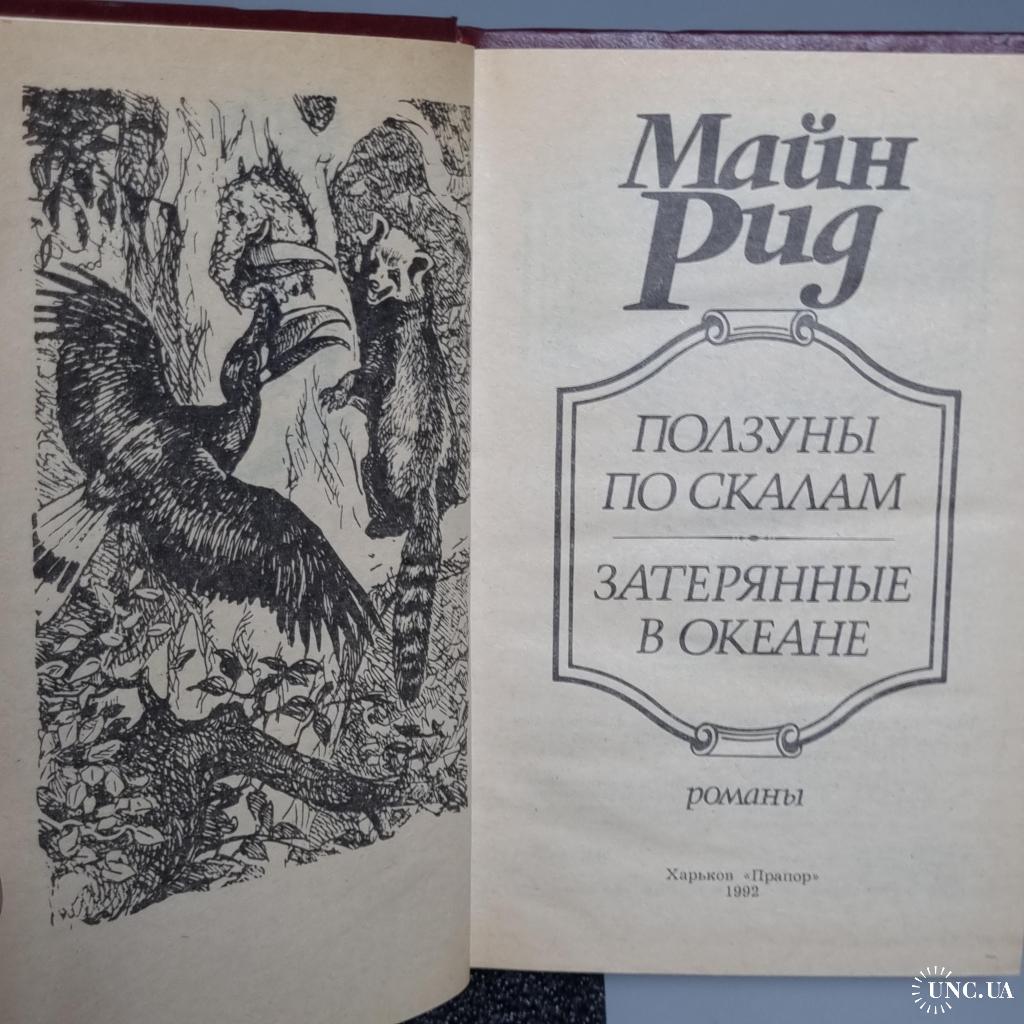 Майн
Рид
ПОЛЗУНЫ
ПО СКАЛАМ
ЗАТЕРЯННЫЕ
В ОКЕАНЕ
романы
Харьков «Прапор»
1992
UNC.UA